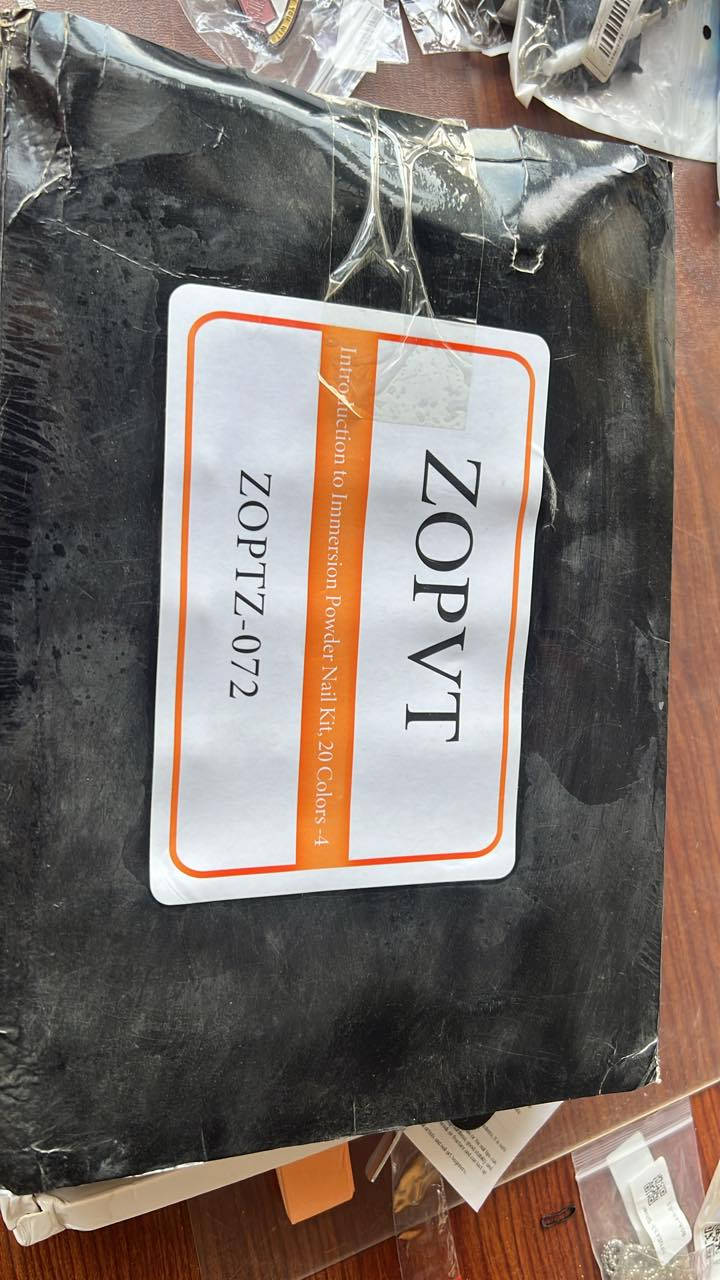 ZOPVT
Introduction to Immersion Powder Nail Kit, 20 Colors -4
ZOPTZ-072